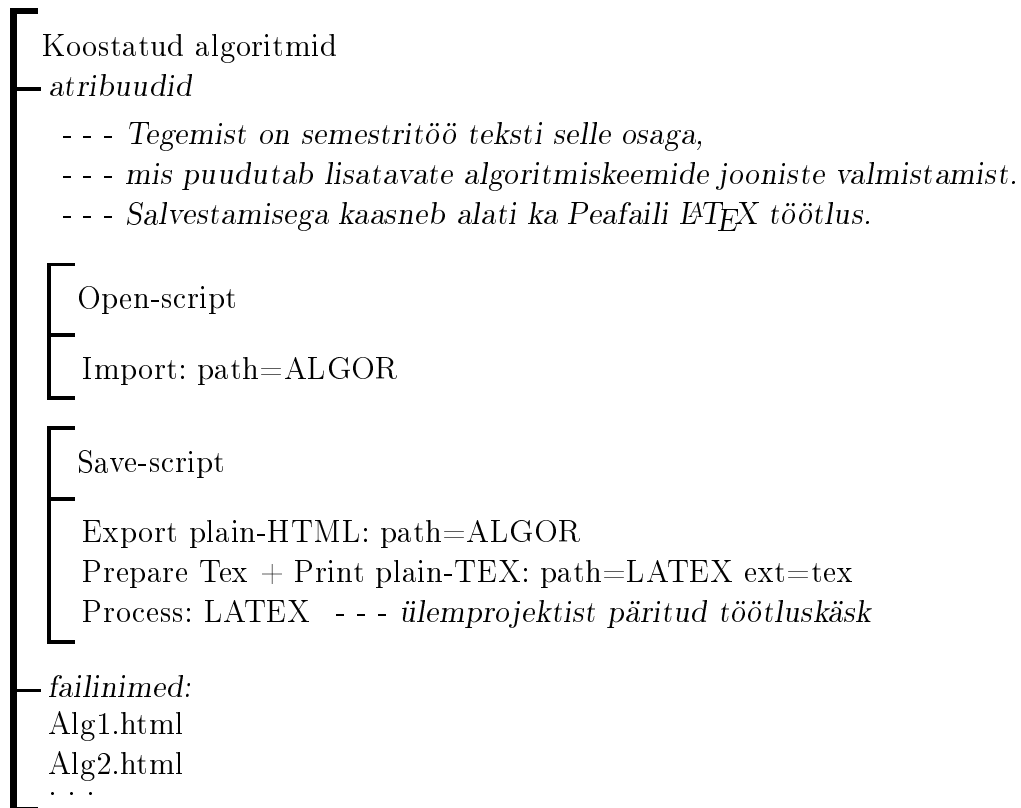 Koostatud algoritmid
atribuudid
- - - Tegemist on semestritöö teksti selle osaga,
- - - mis puudutab lisatavate algoritmiskeemide jooniste valmistamist.
- - - Salvestamisega kaasneb alati ka Peafaili LATEX töötlus.
Open-script
Import: path=ALGOR
Save-script
Export plain-HTML: path=ALGOR
Prepare Tex + Print plain-TEX: path=LATEX ext=tex
Process: LATEX - - - ülemprojektist päritud töötluskäsk
failinimed:
Alg1.html
Alg2.html
. . .